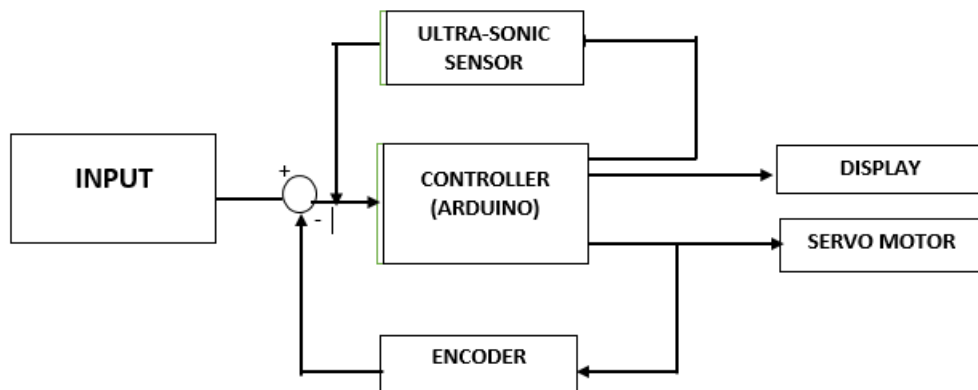 ULTRA-SONIC
SENSOR
INPUT
+
-
CONTROLLER
(ARDUINO)
DISPLAY
SERVO MOTOR
ENCODER